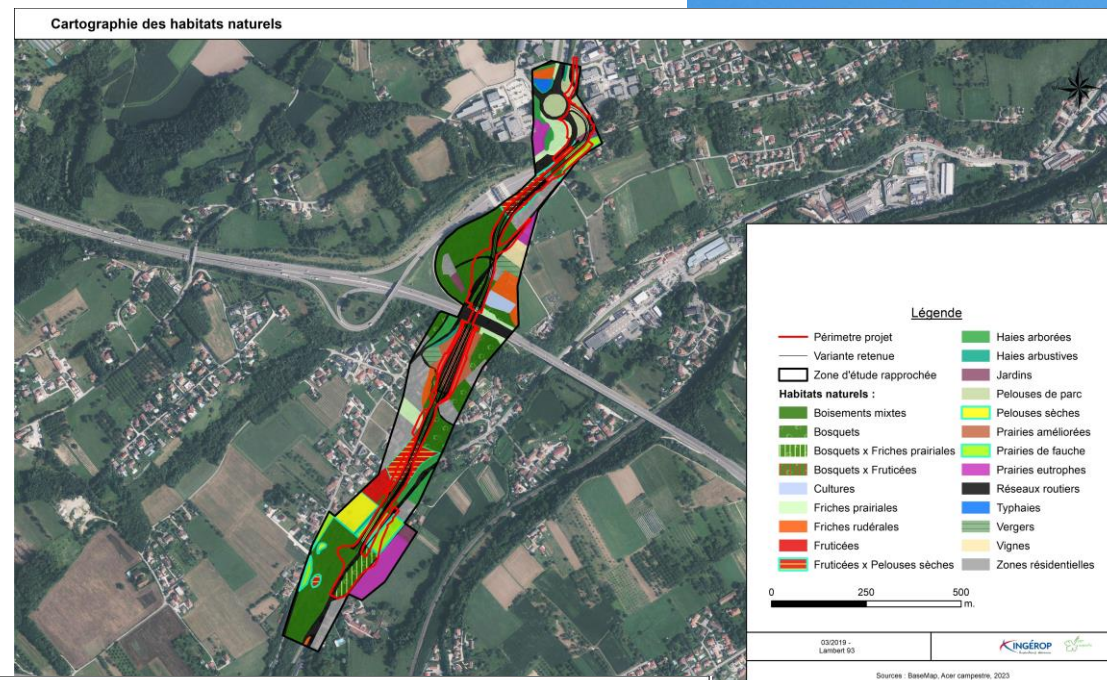 Cartographie des habitats naturels
Légende
Périmetre projet
Variante retenue
Zone d'étude rapprochée
Habitats naturels :
Boisements mixtes
Bosquets
Bosquets x Friches prairiales
Bosquets x Fruticées
Cultures
Friches prairiales
Friches rudérales
Fruticées
Fruticées x Pelouses sèches
Haies arborées
Haies arbustives
Jardins
Pelouses de parc
Pelouses sèches
Prairies améliorées
Prairies de fauche
Prairies eutrophes
Réseaux routiers
Typhaies
Vergers
Vignes
Zones résidentielles
0 250 500
m.
03/2019 -
Lambert 93
INGÉROP
Sources : BaseMap, Acer campestre, 2023